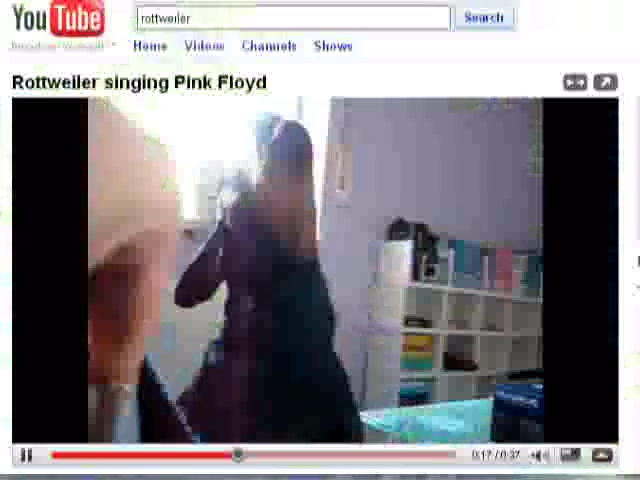 YouTube
rottweiler
Search
Home Videos Channels Shows
Rottweiler singing Pink Floyd
0:17 / 0:37